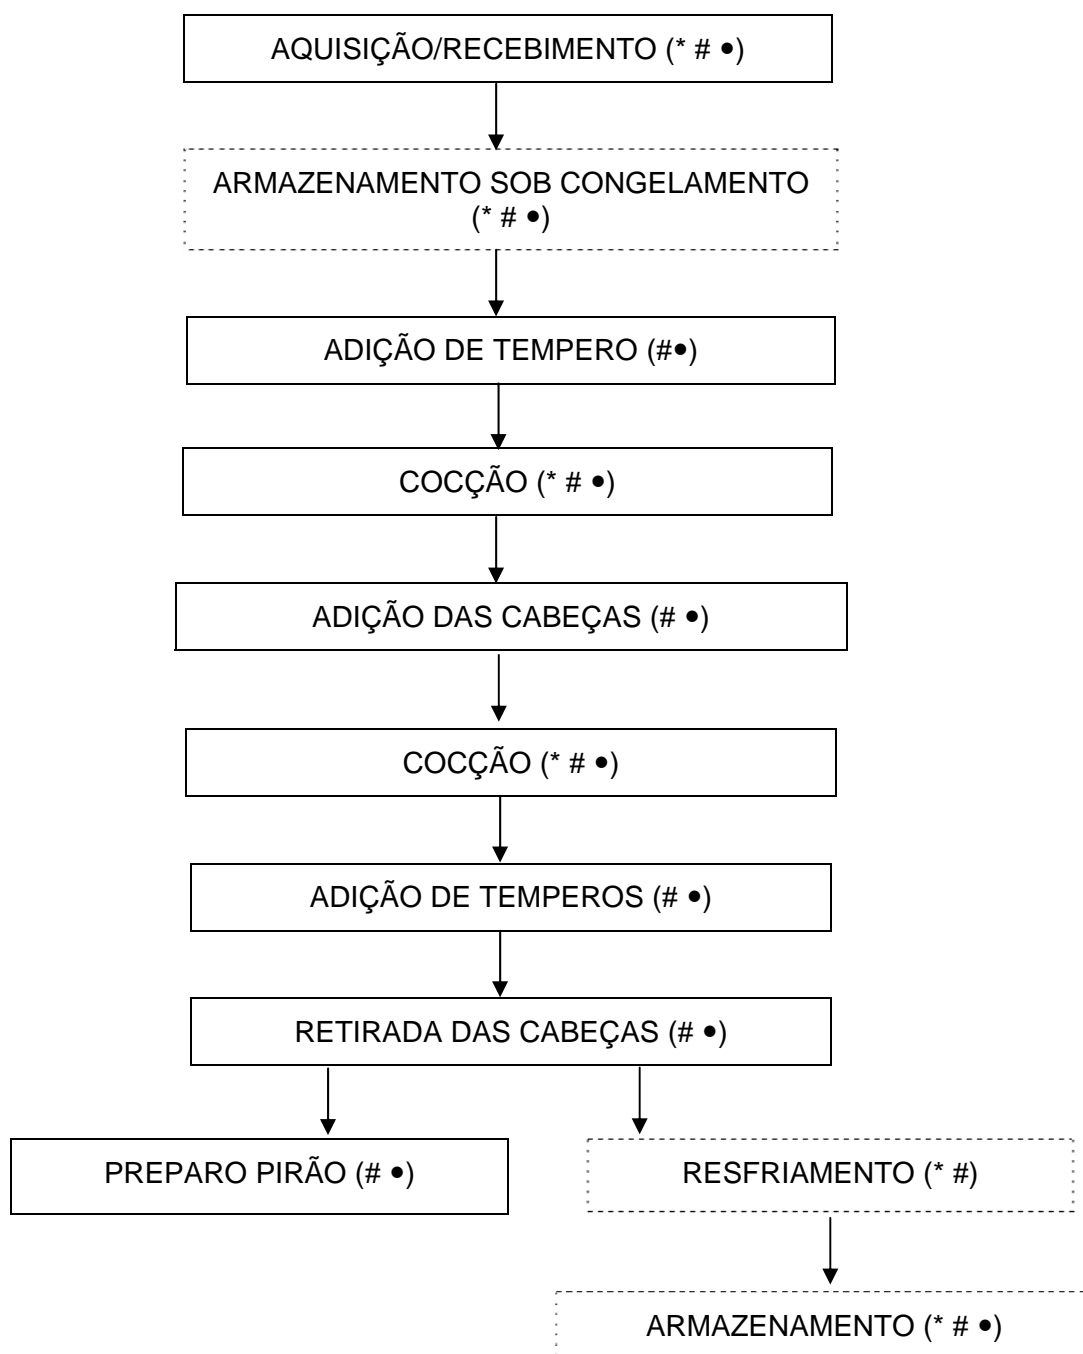 AQUISIÇÃO/RECEBIMENTO (* # ●)
ARMAZENAMENTO SOB CONGELAMENTO
(* # ●)
ADIÇÃO DE TEMPERO (#●)
COCÇÃO (* # ●)
ADIÇÃO DAS CABEÇAS (# ●)
COCÇÃO (* # ●)
ADIÇÃO DE TEMPEROS (# ●)
RETIRADA DAS CABEÇAS (# ●)
PREPARO PIRÃO (# ●)
RESFRIAMENTO (* #)
ARMAZENAMENTO (* # ●)